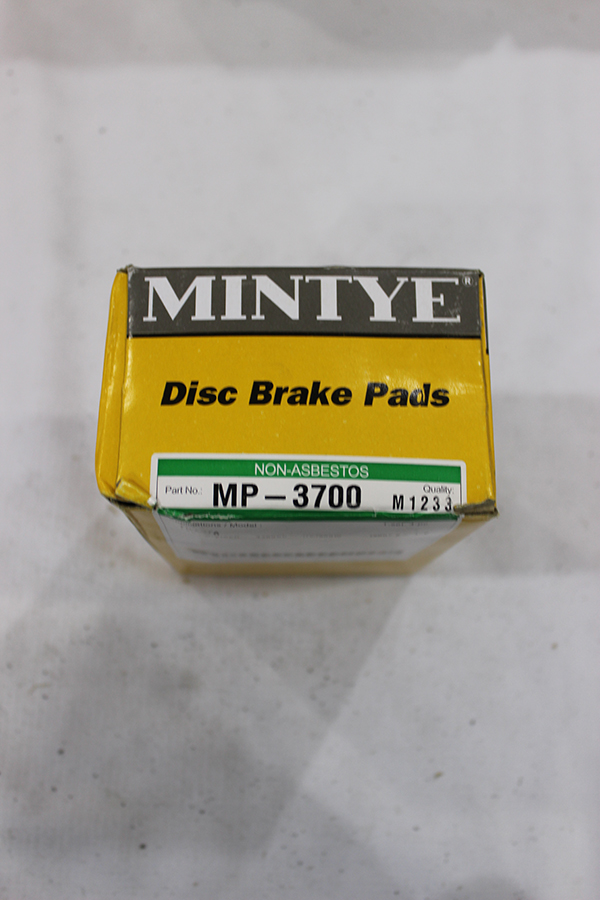 MINTYE®
Disc Brake Pads
NON-ASBESTOS
Part No.: MP-3700 Quality: M1233